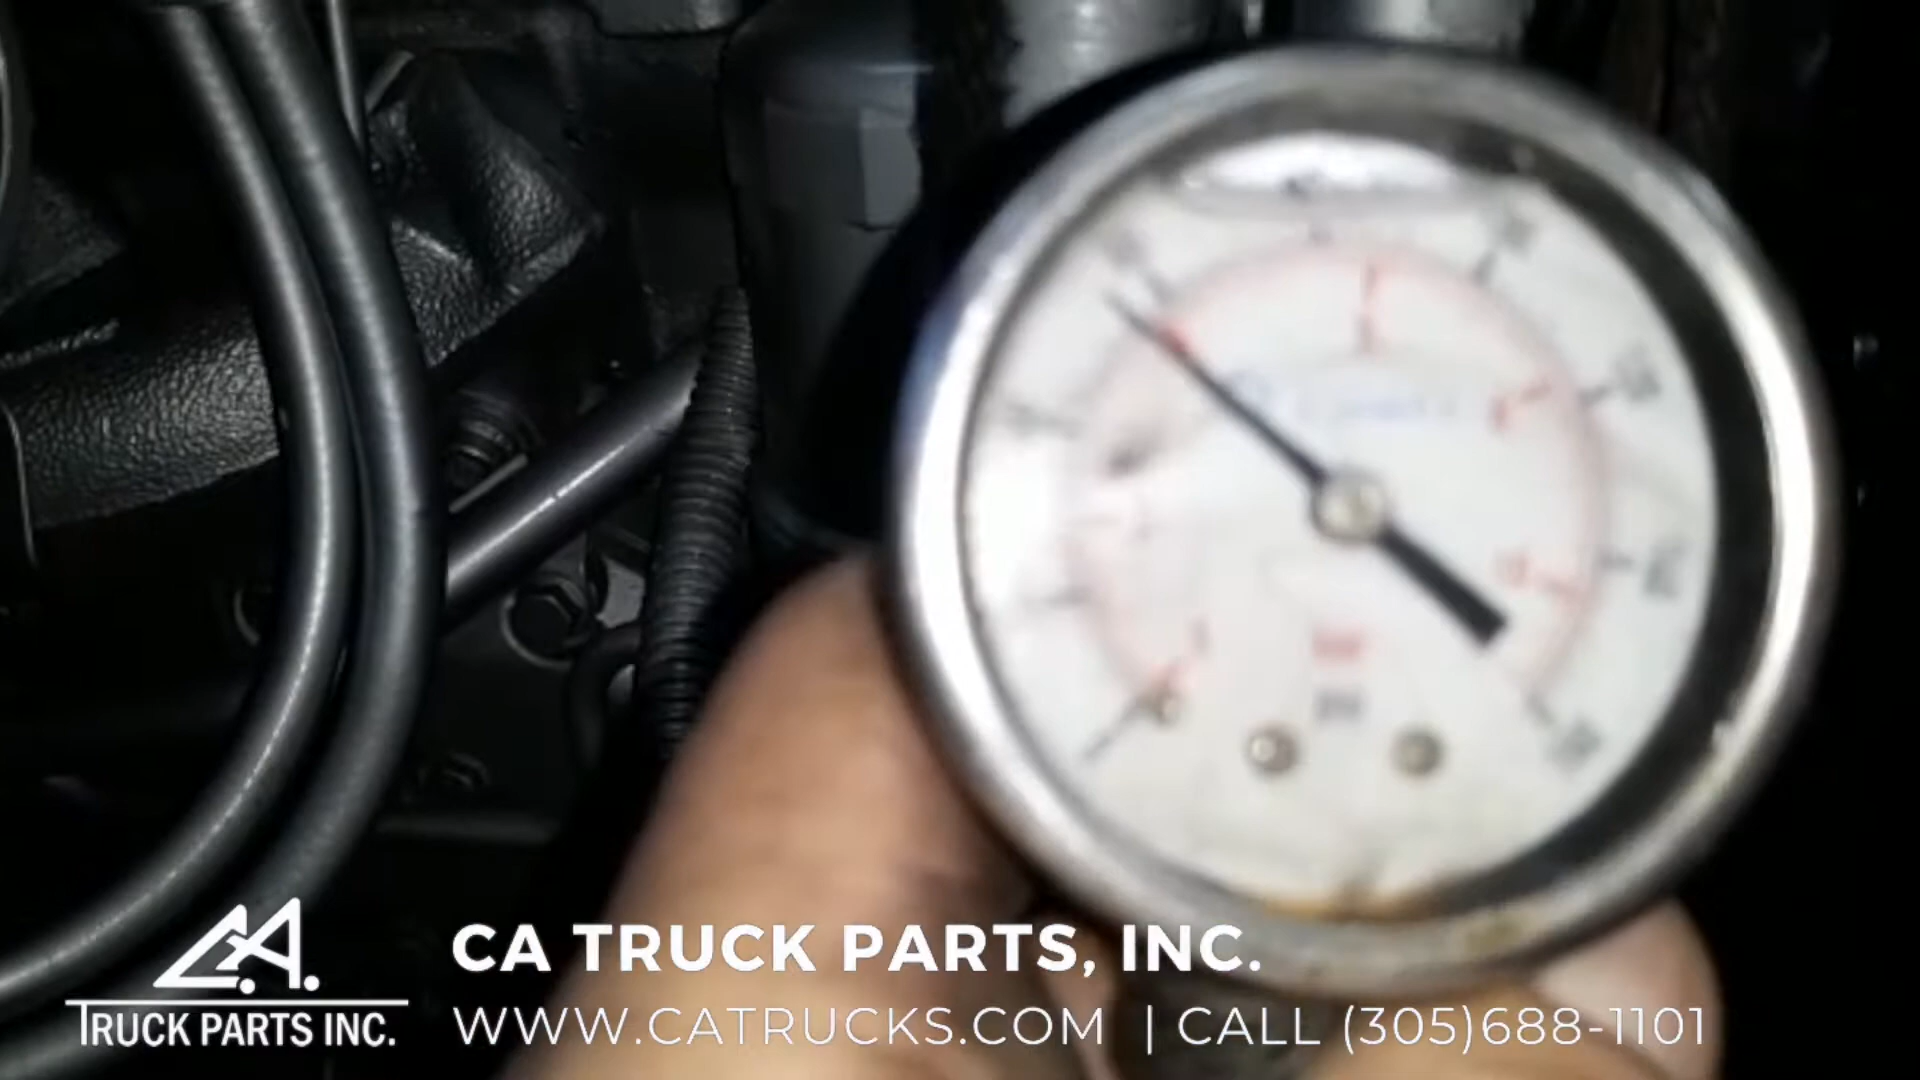 C.A.
TRUCK PARTS INC.
CA TRUCK PARTS, INC.
WWW.CATRUCKS.COM | CALL (305)688-1101